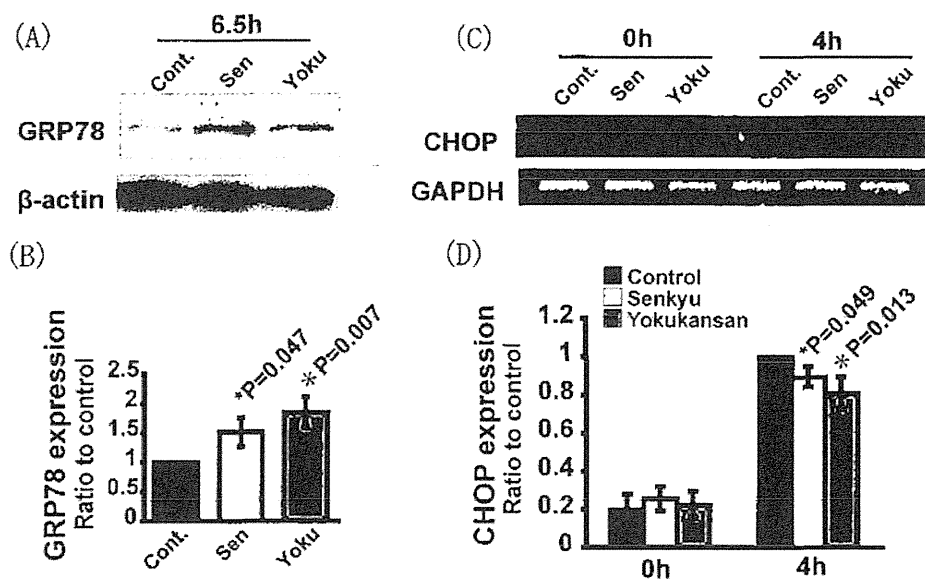 (A)
6.5h
Cont. Sen Yoku
GRP78
β-actin
(B)
GRP78 expression
Ratio to control
2.5
2
1.5
1
0.5
0
*P=0.047
*P=0.007
Cont. Sen Yoku
(C)
0h 4h
Cont. Sen Yoku Cont. Sen Yoku
CHOP
GAPDH
(D)
Control
Senkyu
Yokukansan
CHOP expression
Ratio to control
1.2
1
0.8
0.6
0.4
0.2
0
*P=0.049
*P=0.013
0h 4h